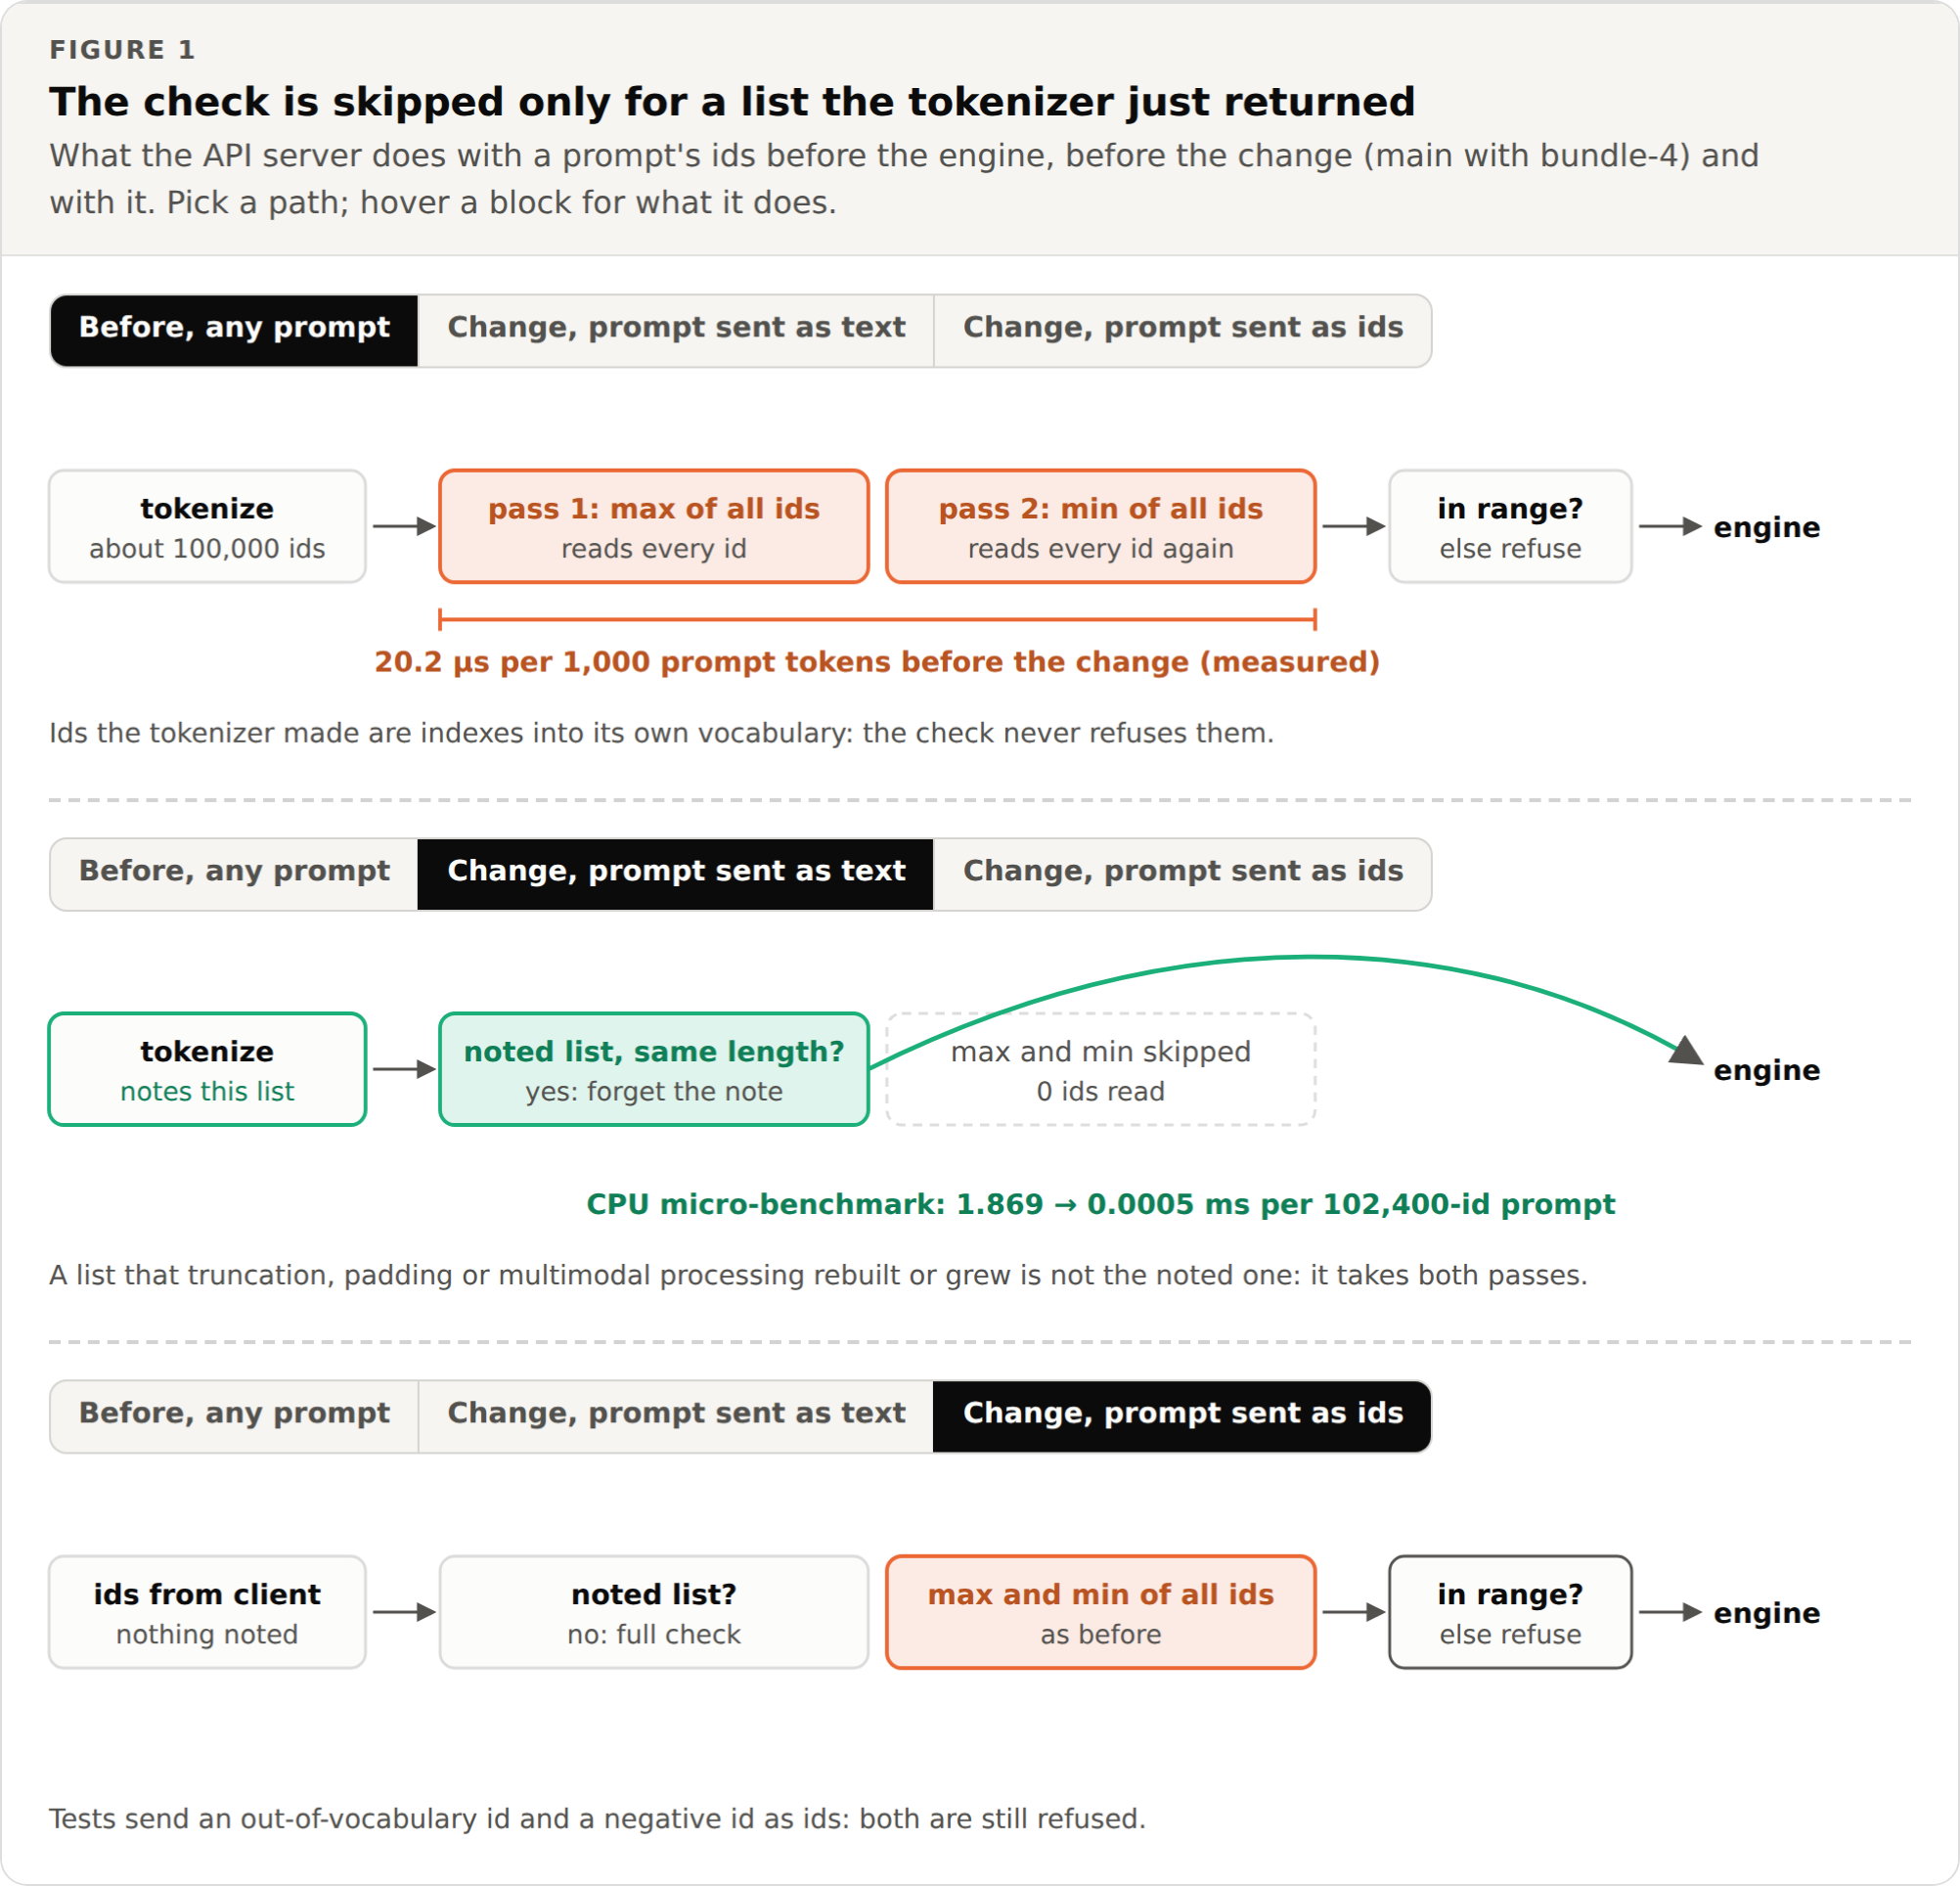 FIGURE 1
The check is skipped only for a list the tokenizer just returned
What the API server does with a prompt's ids before the engine, before the change (main with bundle-4) and
with it. Pick a path; hover a block for what it does.
Before, any prompt
Change, prompt sent as text
Change, prompt sent as ids
tokenize
about 100,000 ids
pass 1: max of all ids
reads every id
pass 2: min of all ids
reads every id again
in range?
else refuse
engine
20.2 µs per 1,000 prompt tokens before the change (measured)
Ids the tokenizer made are indexes into its own vocabulary: the check never refuses them.
Before, any prompt
Change, prompt sent as text
Change, prompt sent as ids
tokenize
notes this list
noted list, same length?
yes: forget the note
max and min skipped
0 ids read
engine
CPU micro-benchmark: 1.869 → 0.0005 ms per 102,400-id prompt
A list that truncation, padding or multimodal processing rebuilt or grew is not the noted one: it takes both passes.
Before, any prompt
Change, prompt sent as text
Change, prompt sent as ids
ids from client
nothing noted
noted list?
no: full check
max and min of all ids
as before
in range?
else refuse
engine
Tests send an out-of-vocabulary id and a negative id as ids: both are still refused.